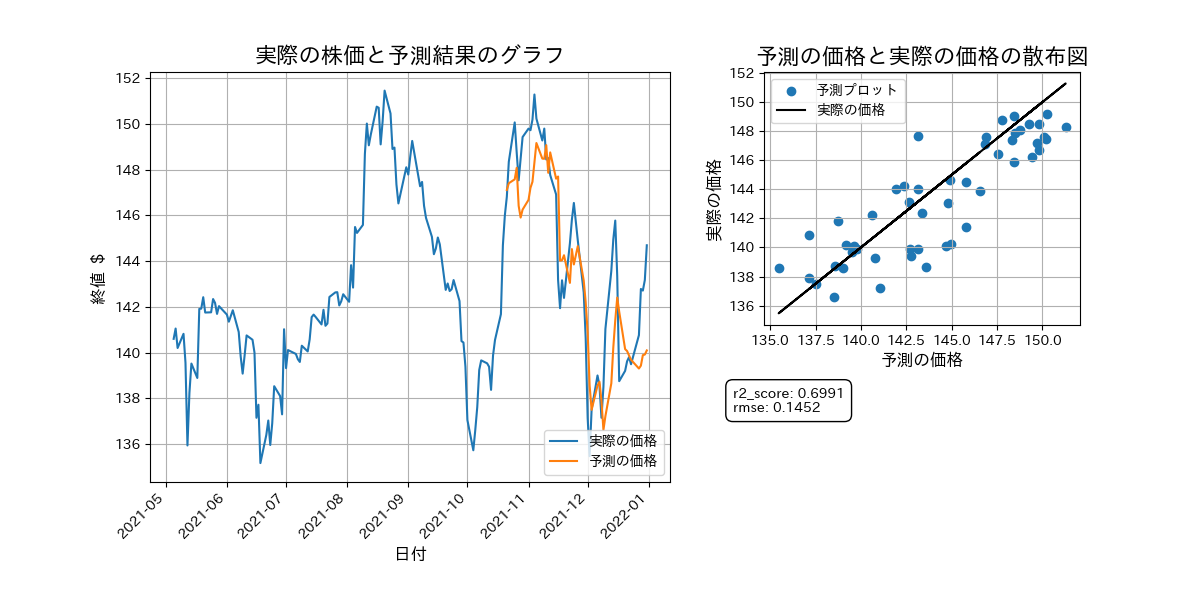 実際の株価と予測結果のグラフ
152
150
148
146
144
142
140
138
136
終値 $
2021-05
2021-06
2021-07
2021-08
2021-09
2021-10
2021-11
2021-12
2022-01
日付
実際の価格
予測の価格
予測の価格と実際の価格の散布図
152
150
148
146
144
142
140
138
136
実際の価格
予測プロット
実際の価格
135.0
137.5
140.0
142.5
145.0
147.5
150.0
予測の価格
r2_score: 0.6991
rmse: 0.1452